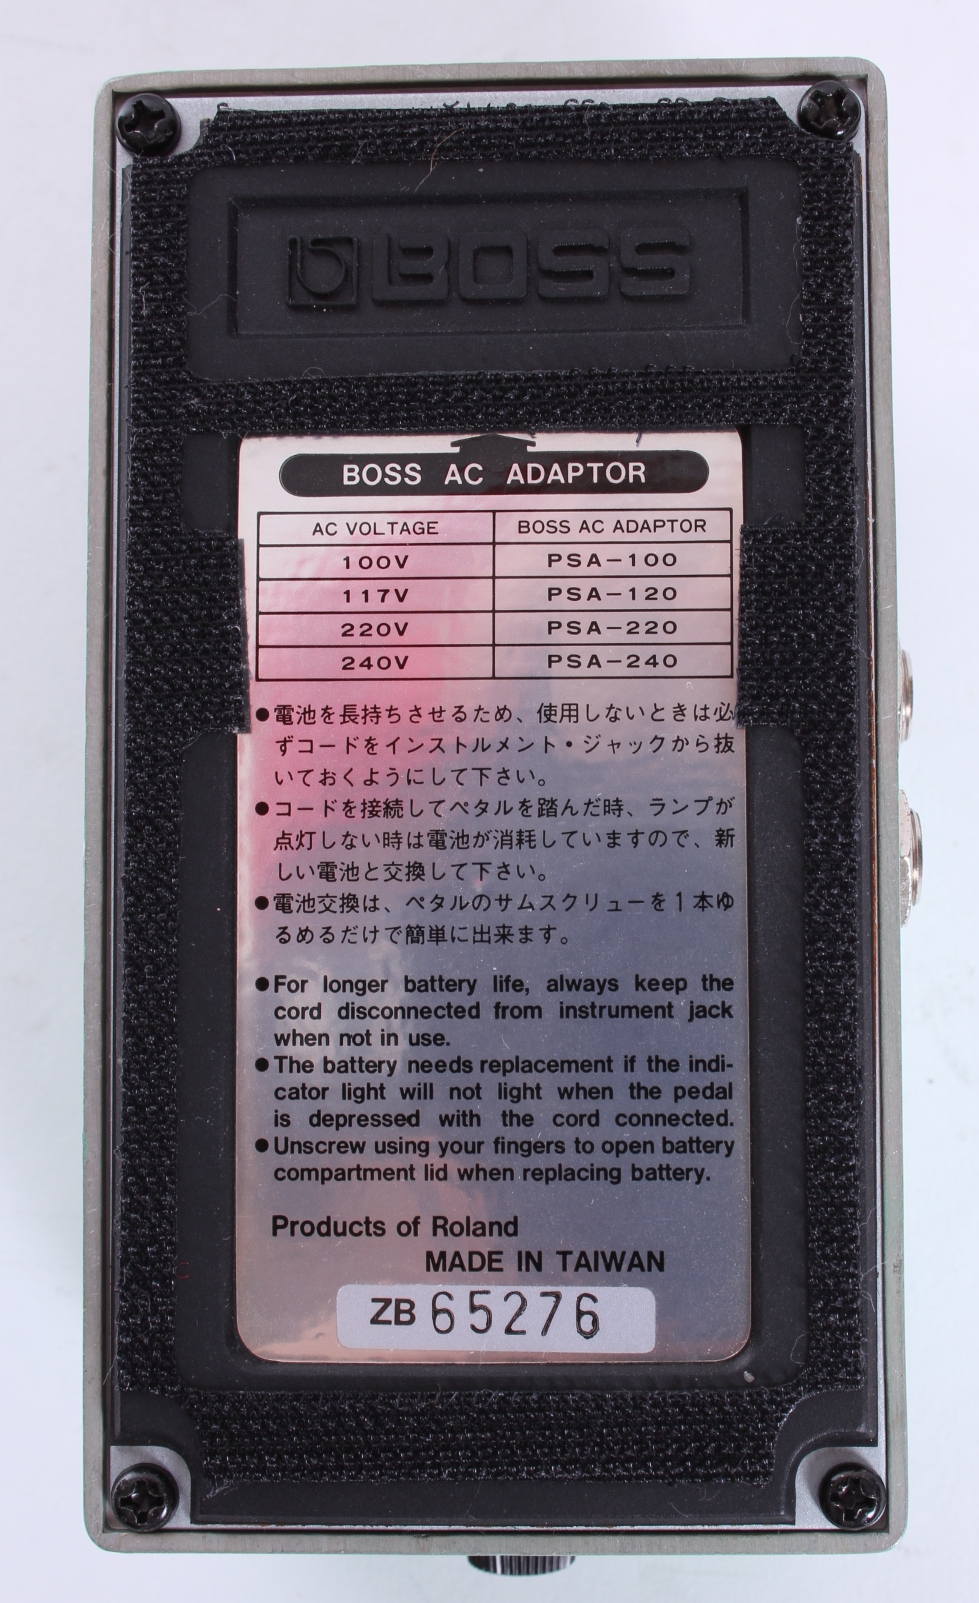 BOSS
BOSS AC ADAPTOR
AC VOLTAGE BOSS AC ADAPTOR
100V PSA-100
117V PSA-120
220V PSA-220
240V PSA-240
●電池を長持ちさせるため、使用しないときは必
ずコードをインストルメント・ジャックから抜
いておくようにして下さい。
●コードを接続してペタルを踏んだ時、ランプが
点灯しない時は電池が消耗していますので、新
しい電池と交換して下さい。
●電池交換は、ペタルのサムスクリューを1本ゆ
るめるだけで簡単に出来ます。
●For longer battery life, always keep the
cord disconnected from instrument jack
when not in use.
●The battery needs replacement if the indi-
cator light will not light when the pedal
is depressed with the cord connected.
●Unscrew using your fingers to open battery
compartment lid when replacing battery.
Products of Roland
MADE IN TAIWAN
ZB 65276